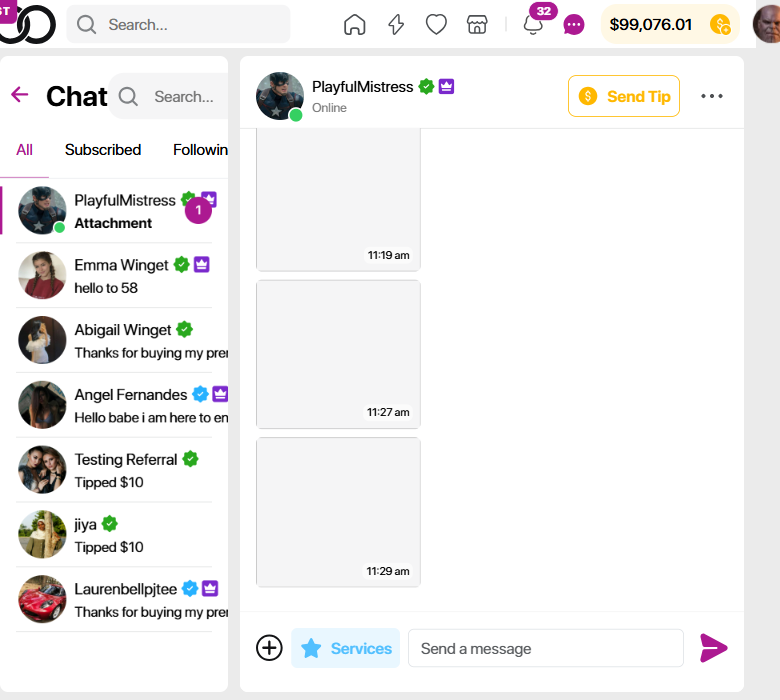 ST
Search...
32
$99,076.01
Chat
Search...
All
Subscribed
Followin
PlayfulMistress
Attachment
1
Emma Winget
hello to 58
Abigail Winget
Thanks for buying my prer
Angel Fernandes
Hello babe i am here to en
Testing Referral
Tipped $10
jiya
Tipped $10
Laurenbellpjtee
Thanks for buying my prer
PlayfulMistress
Online
Send Tip
11:19 am
11:27 am
11:29 am
Services
Send a message